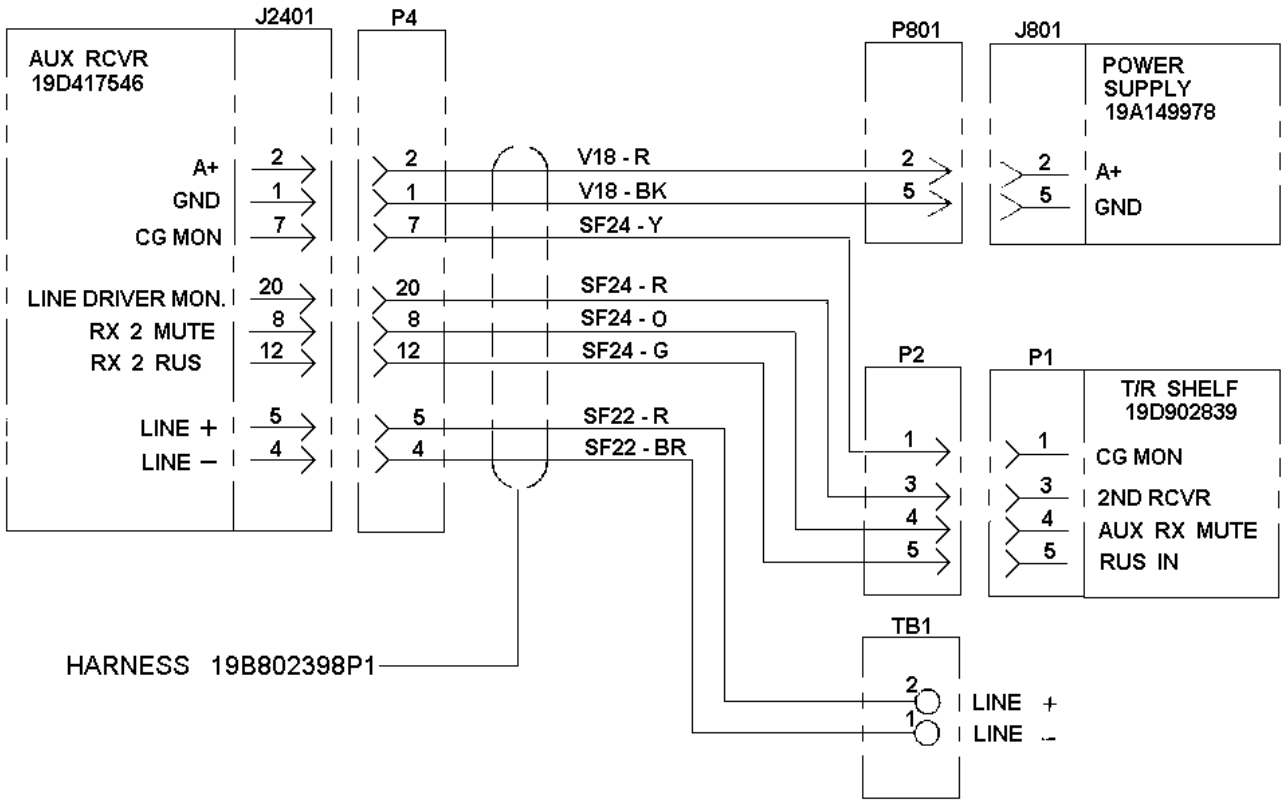 J2401 P4
P801 J801
AUX RCVR
19D417546
POWER
SUPPLY
19A149978
A+ 2 2 V18 - R 2 2 A+
GND 1 1 V18 - BK 5 5 GND
CG MON 7 7 SF24 - Y
LINE DRIVER MON. 20 20 SF24 - R
RX 2 MUTE 8 8 SF24 - O
RX 2 RUS 12 12 SF24 - G
P2 P1
T/R SHELF
19D902839
LINE + 5 5 SF22 - R
LINE – 4 4 SF22 - BR
1 1 CG MON
3 3 2ND RCVR
4 4 AUX RX MUTE
5 5 RUS IN
TB1
HARNESS 19B802398P1
2 LINE +
1 LINE –